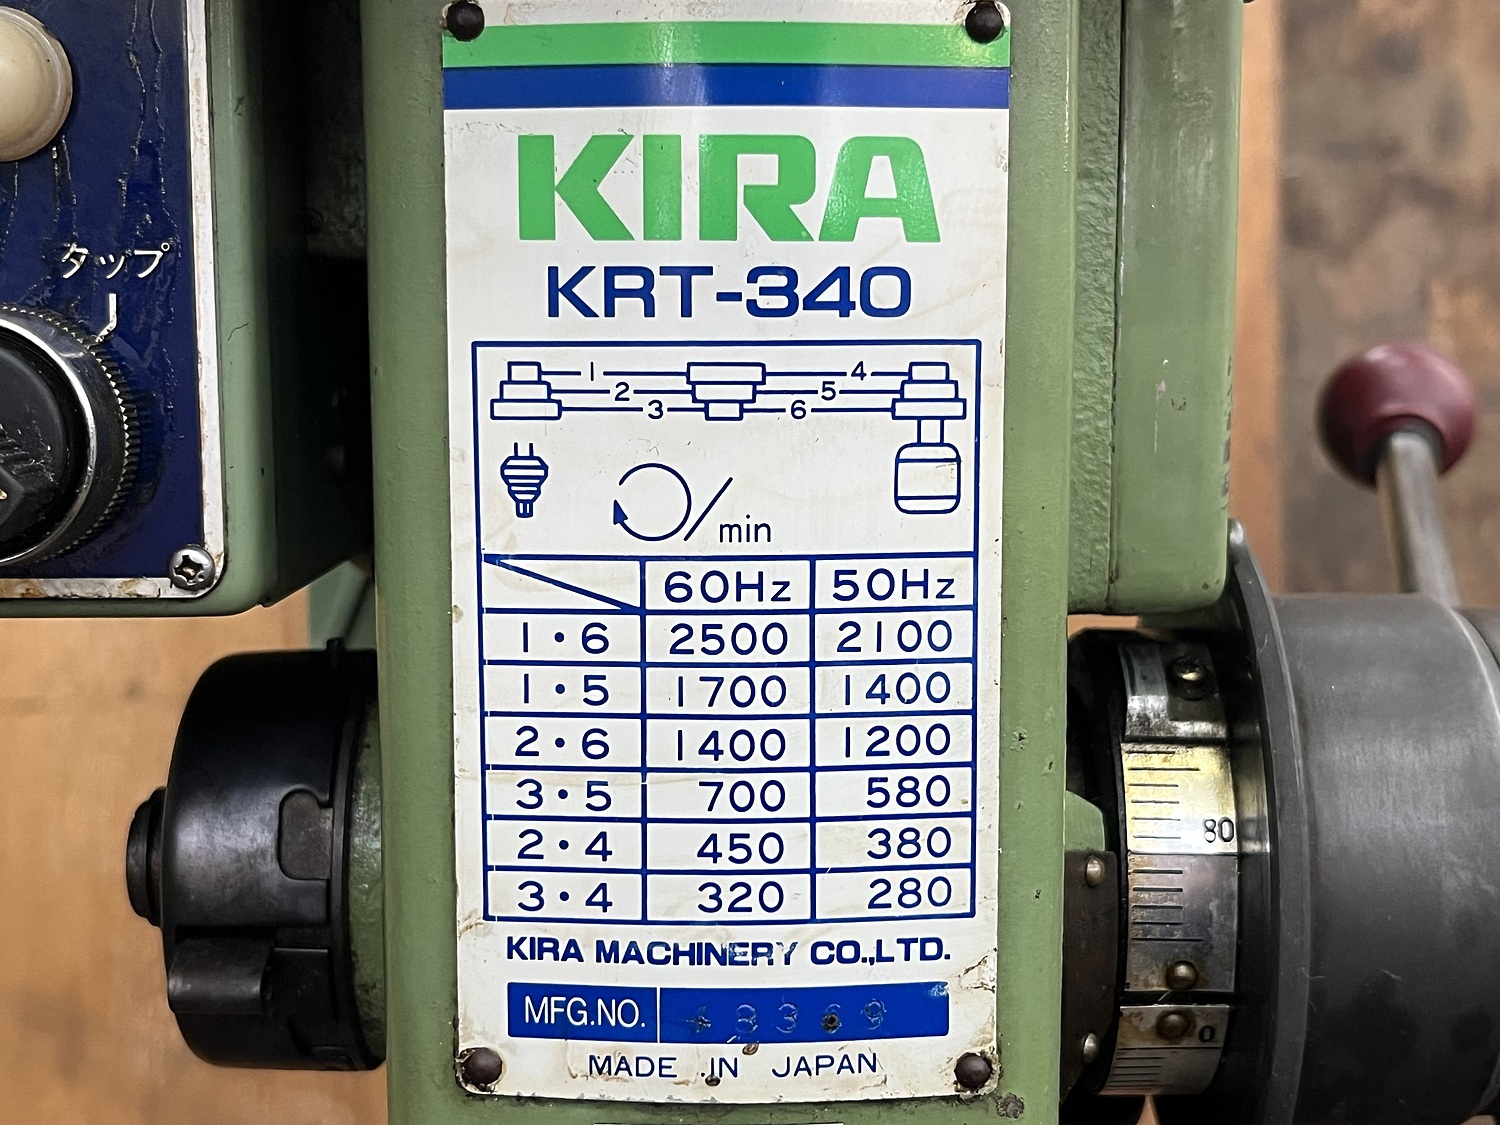 タップ
KIRA
KRT-340
1 4
2 5
3 6
/min
60Hz 50Hz
1・6 2500 2100
1・5 1700 1400
2・6 1400 1200
3・5 700 580
2・4 450 380
3・4 320 280
KIRA MACHINERY CO.,LTD.
MFG.NO.
MADE IN JAPAN
80
0